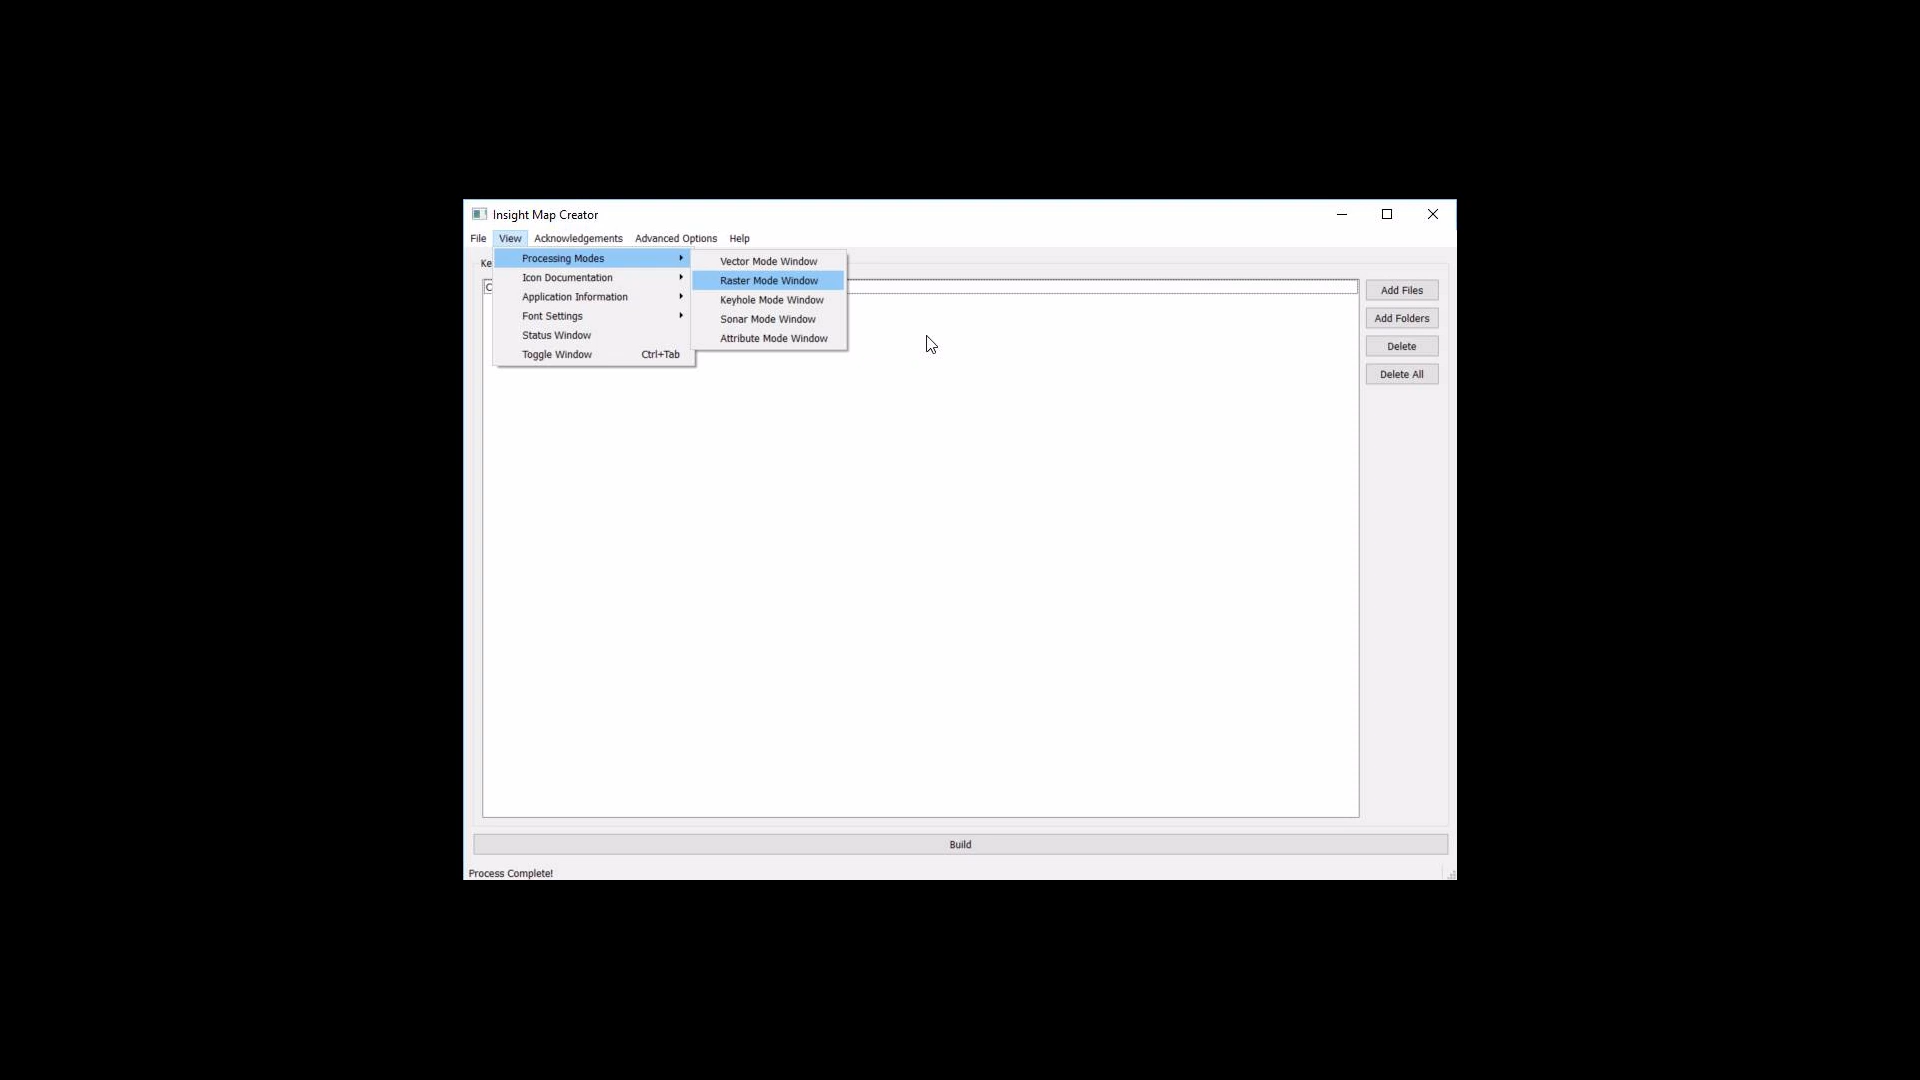 Insight Map Creator
File View Acknowledgements Advanced Options Help
Processing Modes
Icon Documentation
Application Information
Font Settings
Status Window
Toggle Window Ctrl+Tab
Vector Mode Window
Raster Mode Window
Keyhole Mode Window
Sonar Mode Window
Attribute Mode Window
Add Files
Add Folders
Delete
Delete All
Build
Process Complete!